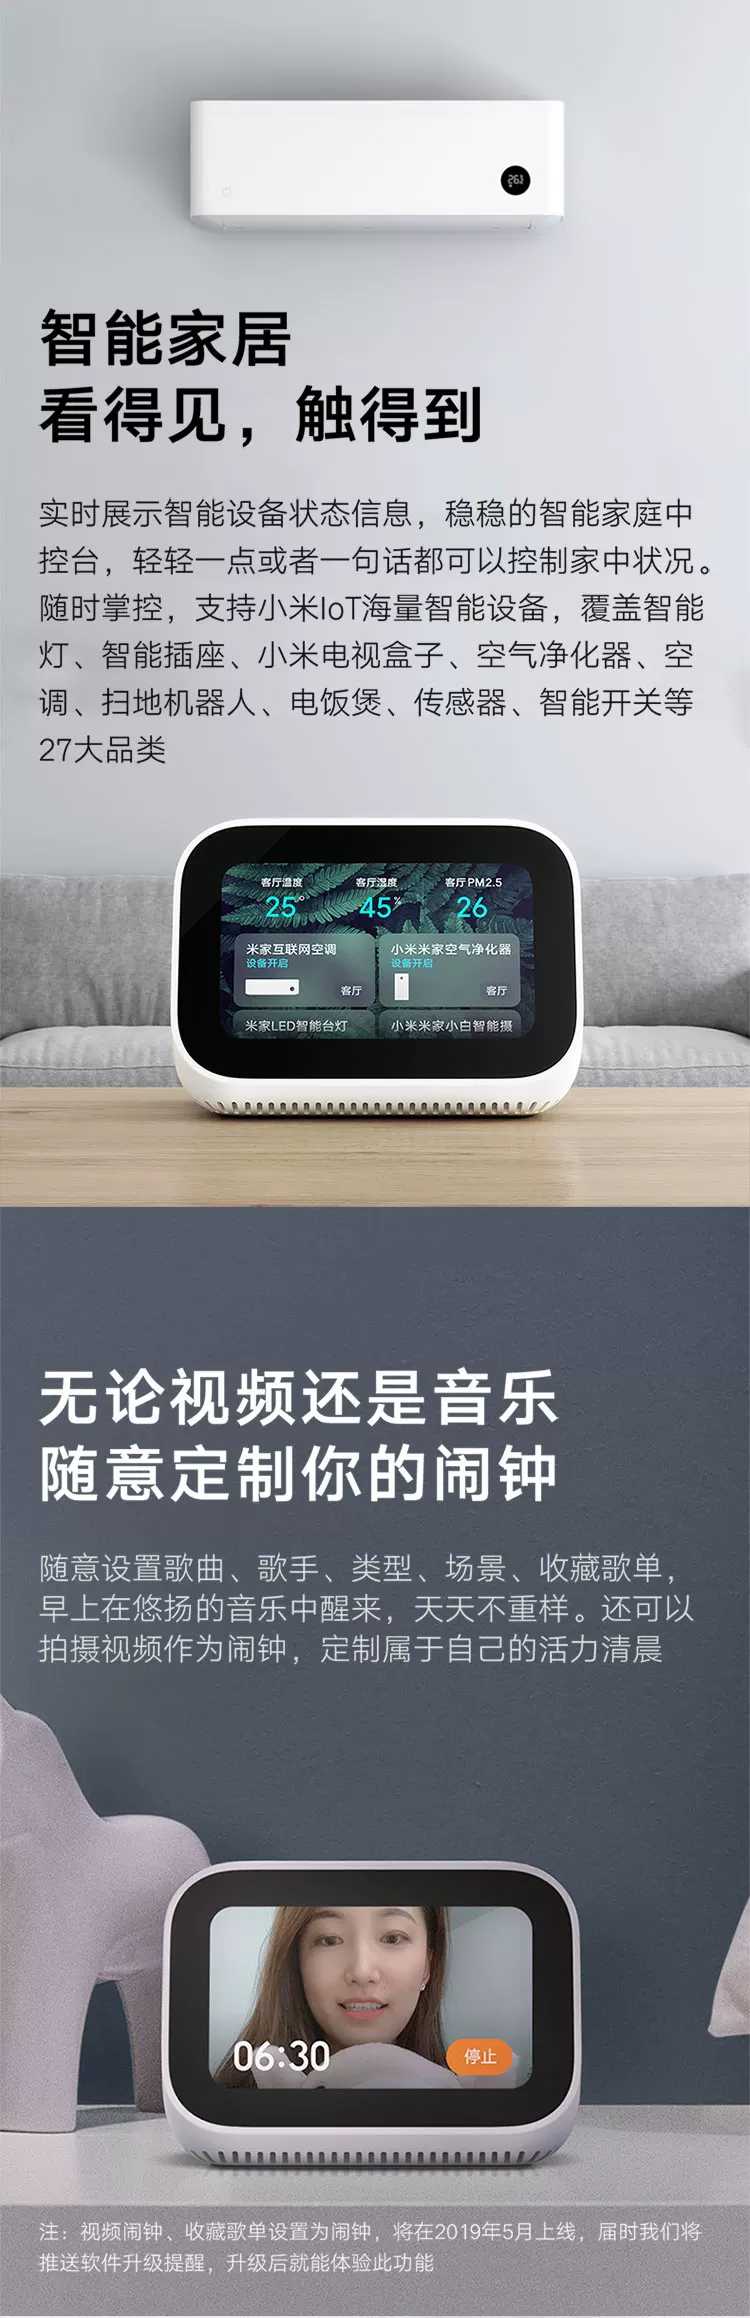 261
智能家居
看得见，触得到
实时展示智能设备状态信息，稳稳的智能家庭中
控台，轻轻一点或者一句话都可以控制家中状况。
随时掌控，支持小米IoT海量智能设备，覆盖智能
灯、智能插座、小米电视盒子、空气净化器、空
调、扫地机器人、电饭煲、传感器、智能开关等
27大品类
客厅温度 客厅湿度 客厅PM2.5
25° 45% 26
米家互联网空调 小米米家空气净化器
设备开启 设备开启
客厅 客厅
米家LED智能台灯 小米米家小白智能摄
无论视频还是音乐
随意定制你的闹钟
随意设置歌曲、歌手、类型、场景、收藏歌单，
早上在悠扬的音乐中醒来，天天不重样。还可以
拍摄视频作为闹钟，定制属于自己的活力清晨
06:30 停止
注：视频闹钟、收藏歌单设置为闹钟，将在2019年5月上线，届时我们将
推送软件升级提醒，升级后就能体验此功能